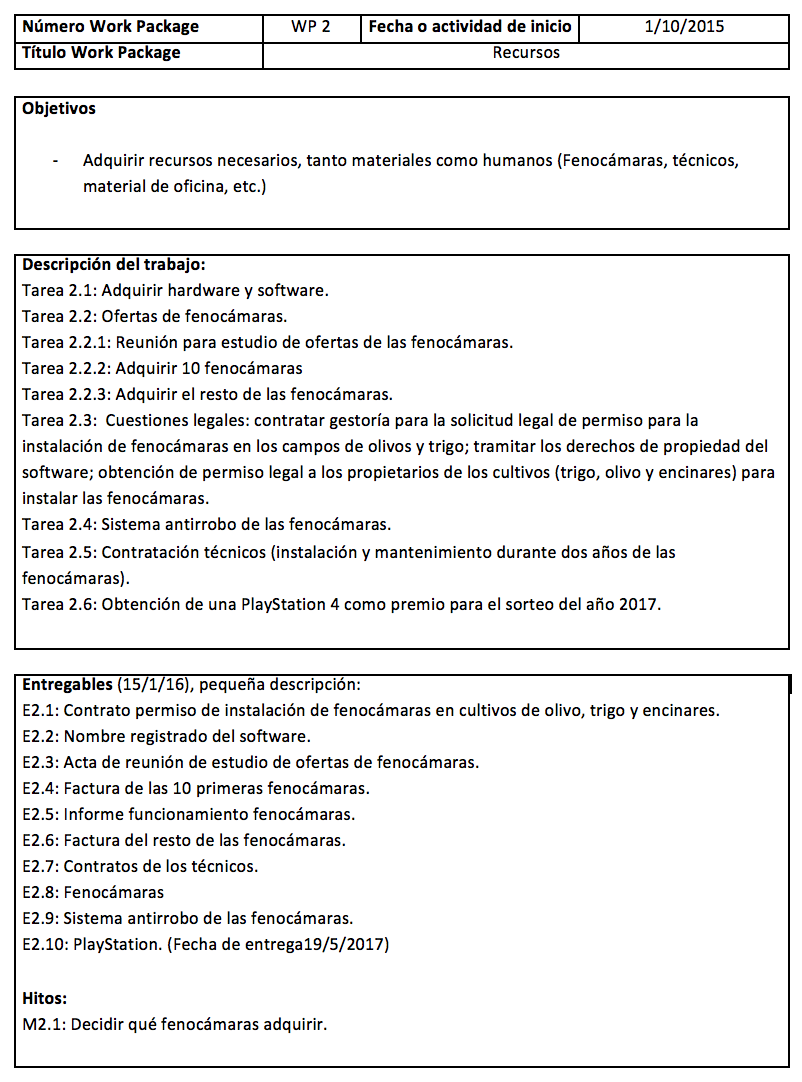 Número Work Package WP 2 Fecha o actividad de inicio 1/10/2015
Título Work Package Recursos
Objetivos
- Adquirir recursos necesarios, tanto materiales como humanos (Fenocámaras, técnicos,
material de oficina, etc.)
Descripción del trabajo:
Tarea 2.1: Adquirir hardware y software.
Tarea 2.2: Ofertas de fenocámaras.
Tarea 2.2.1: Reunión para estudio de ofertas de las fenocámaras.
Tarea 2.2.2: Adquirir 10 fenocámaras
Tarea 2.2.3: Adquirir el resto de las fenocámaras.
Tarea 2.3: Cuestiones legales: contratar gestoría para la solicitud legal de permiso para la
instalación de fenocámaras en los campos de olivos y trigo; tramitar los derechos de propiedad del
software; obtención de permiso legal a los propietarios de los cultivos (trigo, olivo y encinares) para
instalar las fenocámaras.
Tarea 2.4: Sistema antirrobo de las fenocámaras.
Tarea 2.5: Contratación técnicos (instalación y mantenimiento durante dos años de las
fenocámaras).
Tarea 2.6: Obtención de una PlayStation 4 como premio para el sorteo del año 2017.
Entregables (15/1/16), pequeña descripción:
E2.1: Contrato permiso de instalación de fenocámaras en cultivos de olivo, trigo y encinares.
E2.2: Nombre registrado del software.
E2.3: Acta de reunión de estudio de ofertas de fenocámaras.
E2.4: Factura de las 10 primeras fenocámaras.
E2.5: Informe funcionamiento fenocámaras.
E2.6: Factura del resto de las fenocámaras.
E2.7: Contratos de los técnicos.
E2.8: Fenocámaras
E2.9: Sistema antirrobo de las fenocámaras.
E2.10: PlayStation. (Fecha de entrega19/5/2017)
Hitos:
M2.1: Decidir qué fenocámaras adquirir.